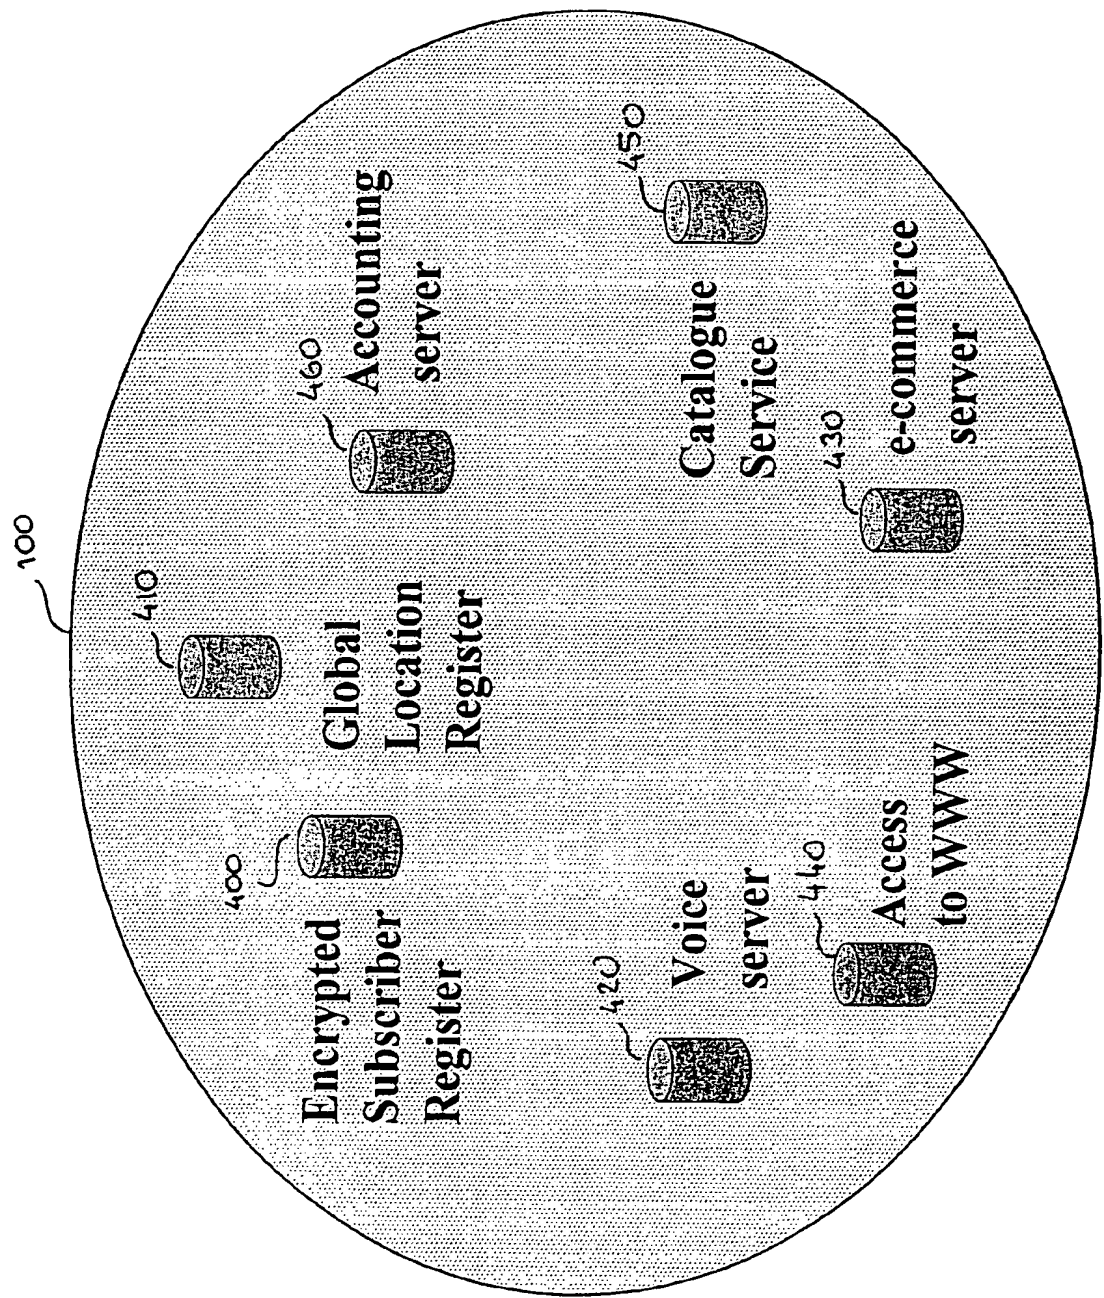 100
410
Global
Location
Register
400
Encrypted
Subscriber
Register
460
Accounting
server
420
Voice
server
450
Catalogue
Service
440
Access
to WWW
430
e-commerce
server